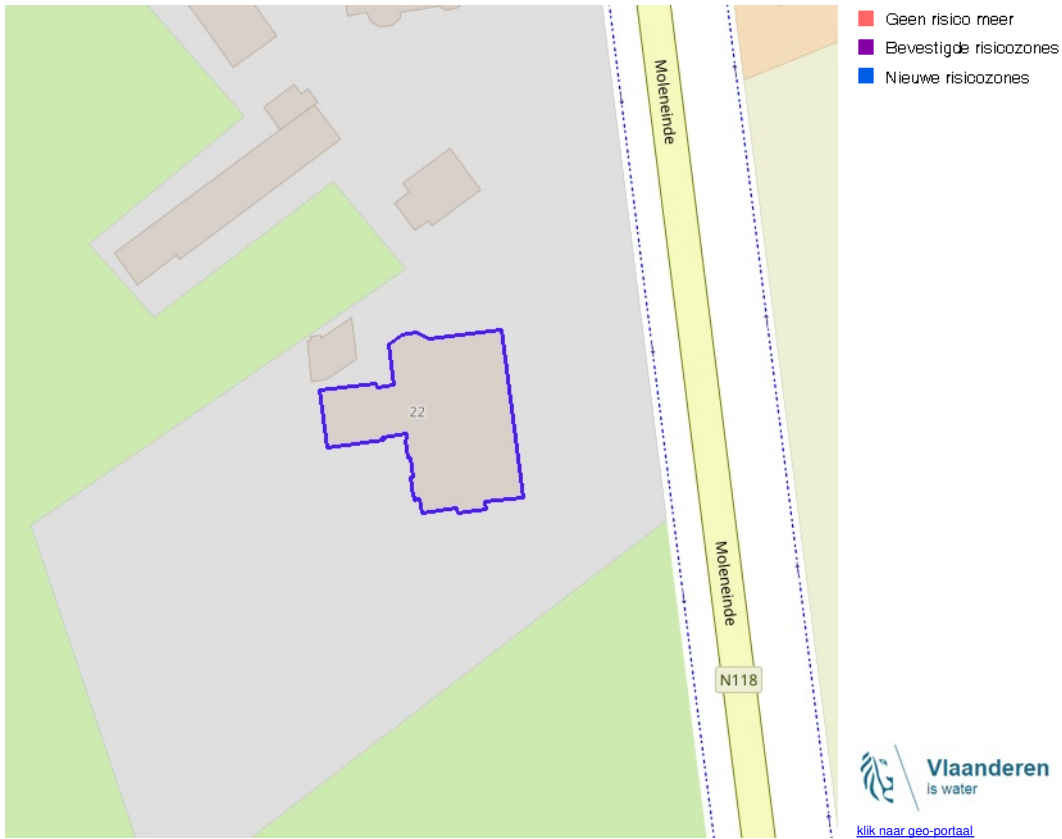 Moleneinde
22
Moleneinde
N118
Geen risico meer
Bevestigde risicozones
Nieuwe risicozones
Vlaanderen
is water
klik naar geo-portaal